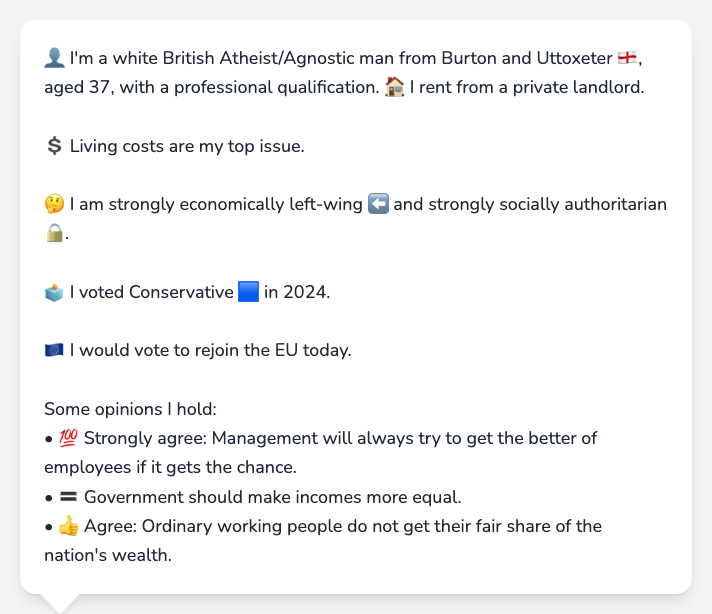 👤 I'm a white British Atheist/Agnostic man from Burton and Uttoxeter 🏴󠁧󠁢󠁥󠁮󠁧󠁿,
aged 37, with a professional qualification. 🏠 I rent from a private landlord.
💲 Living costs are my top issue.
🤔 I am strongly economically left-wing ⬅️ and strongly socially authoritarian
🔒.
🗳️ I voted Conservative 🟦 in 2024.
🇪🇺 I would vote to rejoin the EU today.
Some opinions I hold:
• 💯 Strongly agree: Management will always try to get the better of
employees if it gets the chance.
• 🟰 Government should make incomes more equal.
• 👍 Agree: Ordinary working people do not get their fair share of the
nation's wealth.